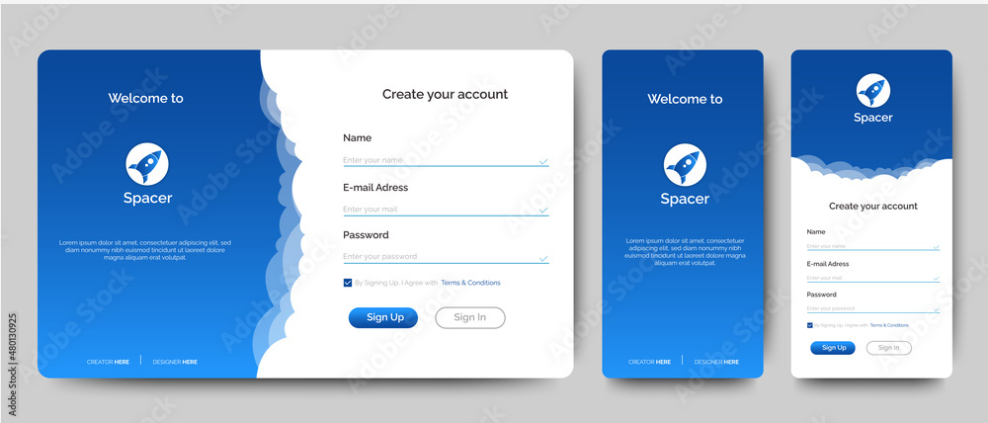 Welcome to
Spacer
Lorem ipsum dolor sit amet, consectetuer adipiscing elit, sed
diam nonummy nibh euismod tincidunt ut laoreet dolore
magna aliquam erat volutpat.
CREATOR HERE
DESIGNER HERE
Create your account
Name
Enter your name
E-mail Adress
Enter your mail
Password
Enter your password
By Signing Up, I Agree with Terms & Conditions
Sign Up
Sign In
Welcome to
Spacer
Lorem ipsum dolor sit amet, consectetuer
adipiscing elit, sed diam nonummy nibh
euismod tincidunt ut laoreet dolore magna
aliquam erat volutpat.
CREATOR HERE
DESIGNER HERE
Spacer
Create your account
Name
Enter your name
E-mail Adress
Enter your mail
Password
Enter your password
By Signing Up, I Agree with Terms & Conditions
Sign Up
Sign In
Adobe Stock | #480130925
Adobe Stock